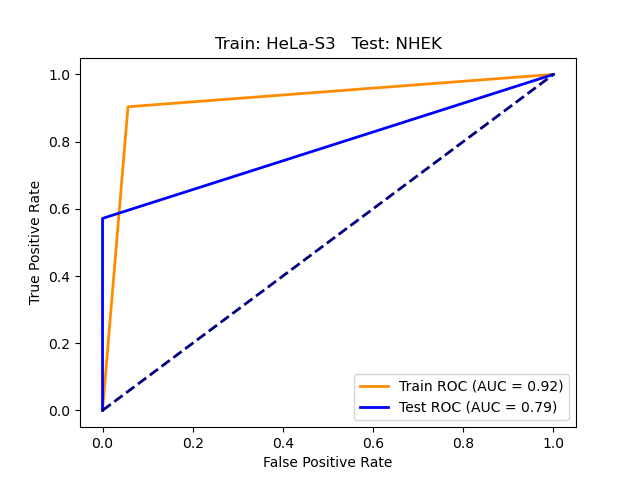 Train: HeLa-S3   Test: NHEK
1.0
0.8
0.6
0.4
0.2
0.0
True Positive Rate
0.0 0.2 0.4 0.6 0.8 1.0
False Positive Rate
Train ROC (AUC = 0.92)
Test ROC (AUC = 0.79)